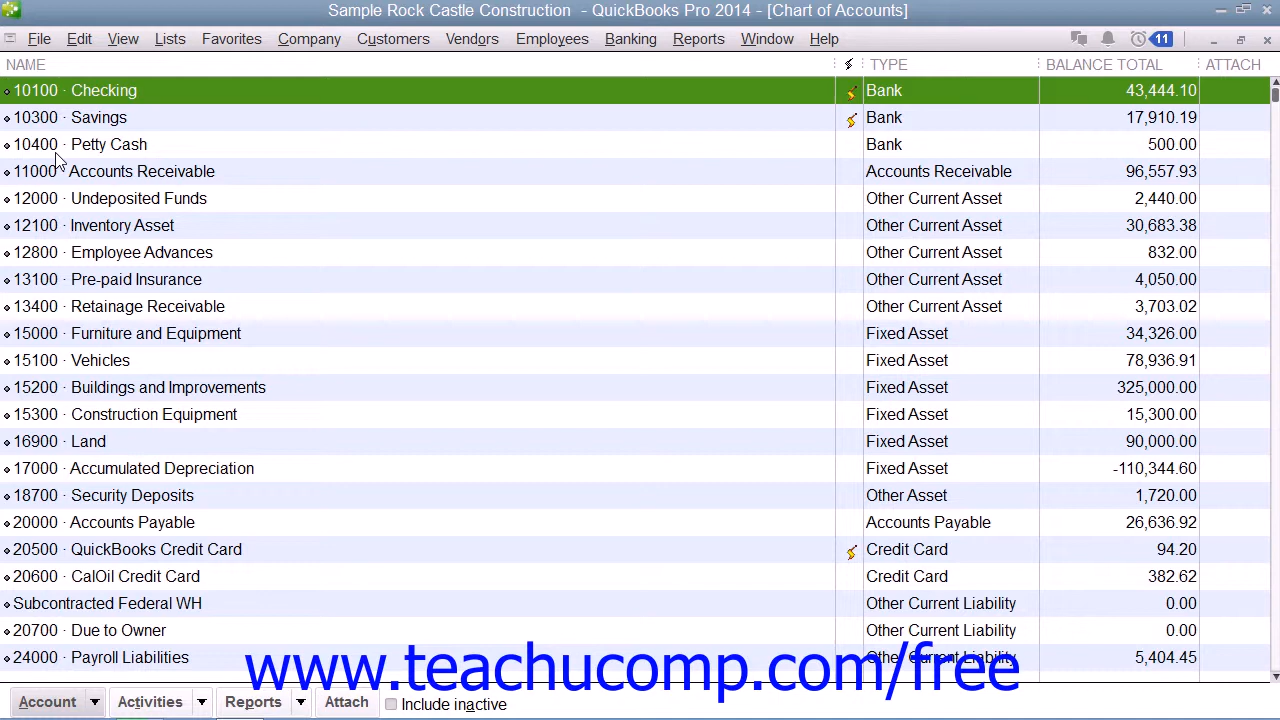 Sample Rock Castle Construction - QuickBooks Pro 2014 - [Chart of Accounts]
File Edit View Lists Favorites Company Customers Vendors Employees Banking Reports Window Help 11
NAME TYPE BALANCE TOTAL ATTACH
10100 · Checking Bank 43,444.10
10300 · Savings Bank 17,910.19
10400 · Petty Cash Bank 500.00
11000 · Accounts Receivable Accounts Receivable 96,557.93
12000 · Undeposited Funds Other Current Asset 2,440.00
12100 · Inventory Asset Other Current Asset 30,683.38
12800 · Employee Advances Other Current Asset 832.00
13100 · Pre-paid Insurance Other Current Asset 4,050.00
13400 · Retainage Receivable Other Current Asset 3,703.02
15000 · Furniture and Equipment Fixed Asset 34,326.00
15100 · Vehicles Fixed Asset 78,936.91
15200 · Buildings and Improvements Fixed Asset 325,000.00
15300 · Construction Equipment Fixed Asset 15,300.00
16900 · Land Fixed Asset 90,000.00
17000 · Accumulated Depreciation Fixed Asset -110,344.60
18700 · Security Deposits Other Asset 1,720.00
20000 · Accounts Payable Accounts Payable 26,636.92
20500 · QuickBooks Credit Card Credit Card 94.20
20600 · CalOil Credit Card Credit Card 382.62
Subcontracted Federal WH Other Current Liability 0.00
20700 · Due to Owner Other Current Liability 0.00
24000 · Payroll Liabilities Other Current Liability 5,404.45
www.teachucomp.com/free
Account Activities Reports Attach Include inactive